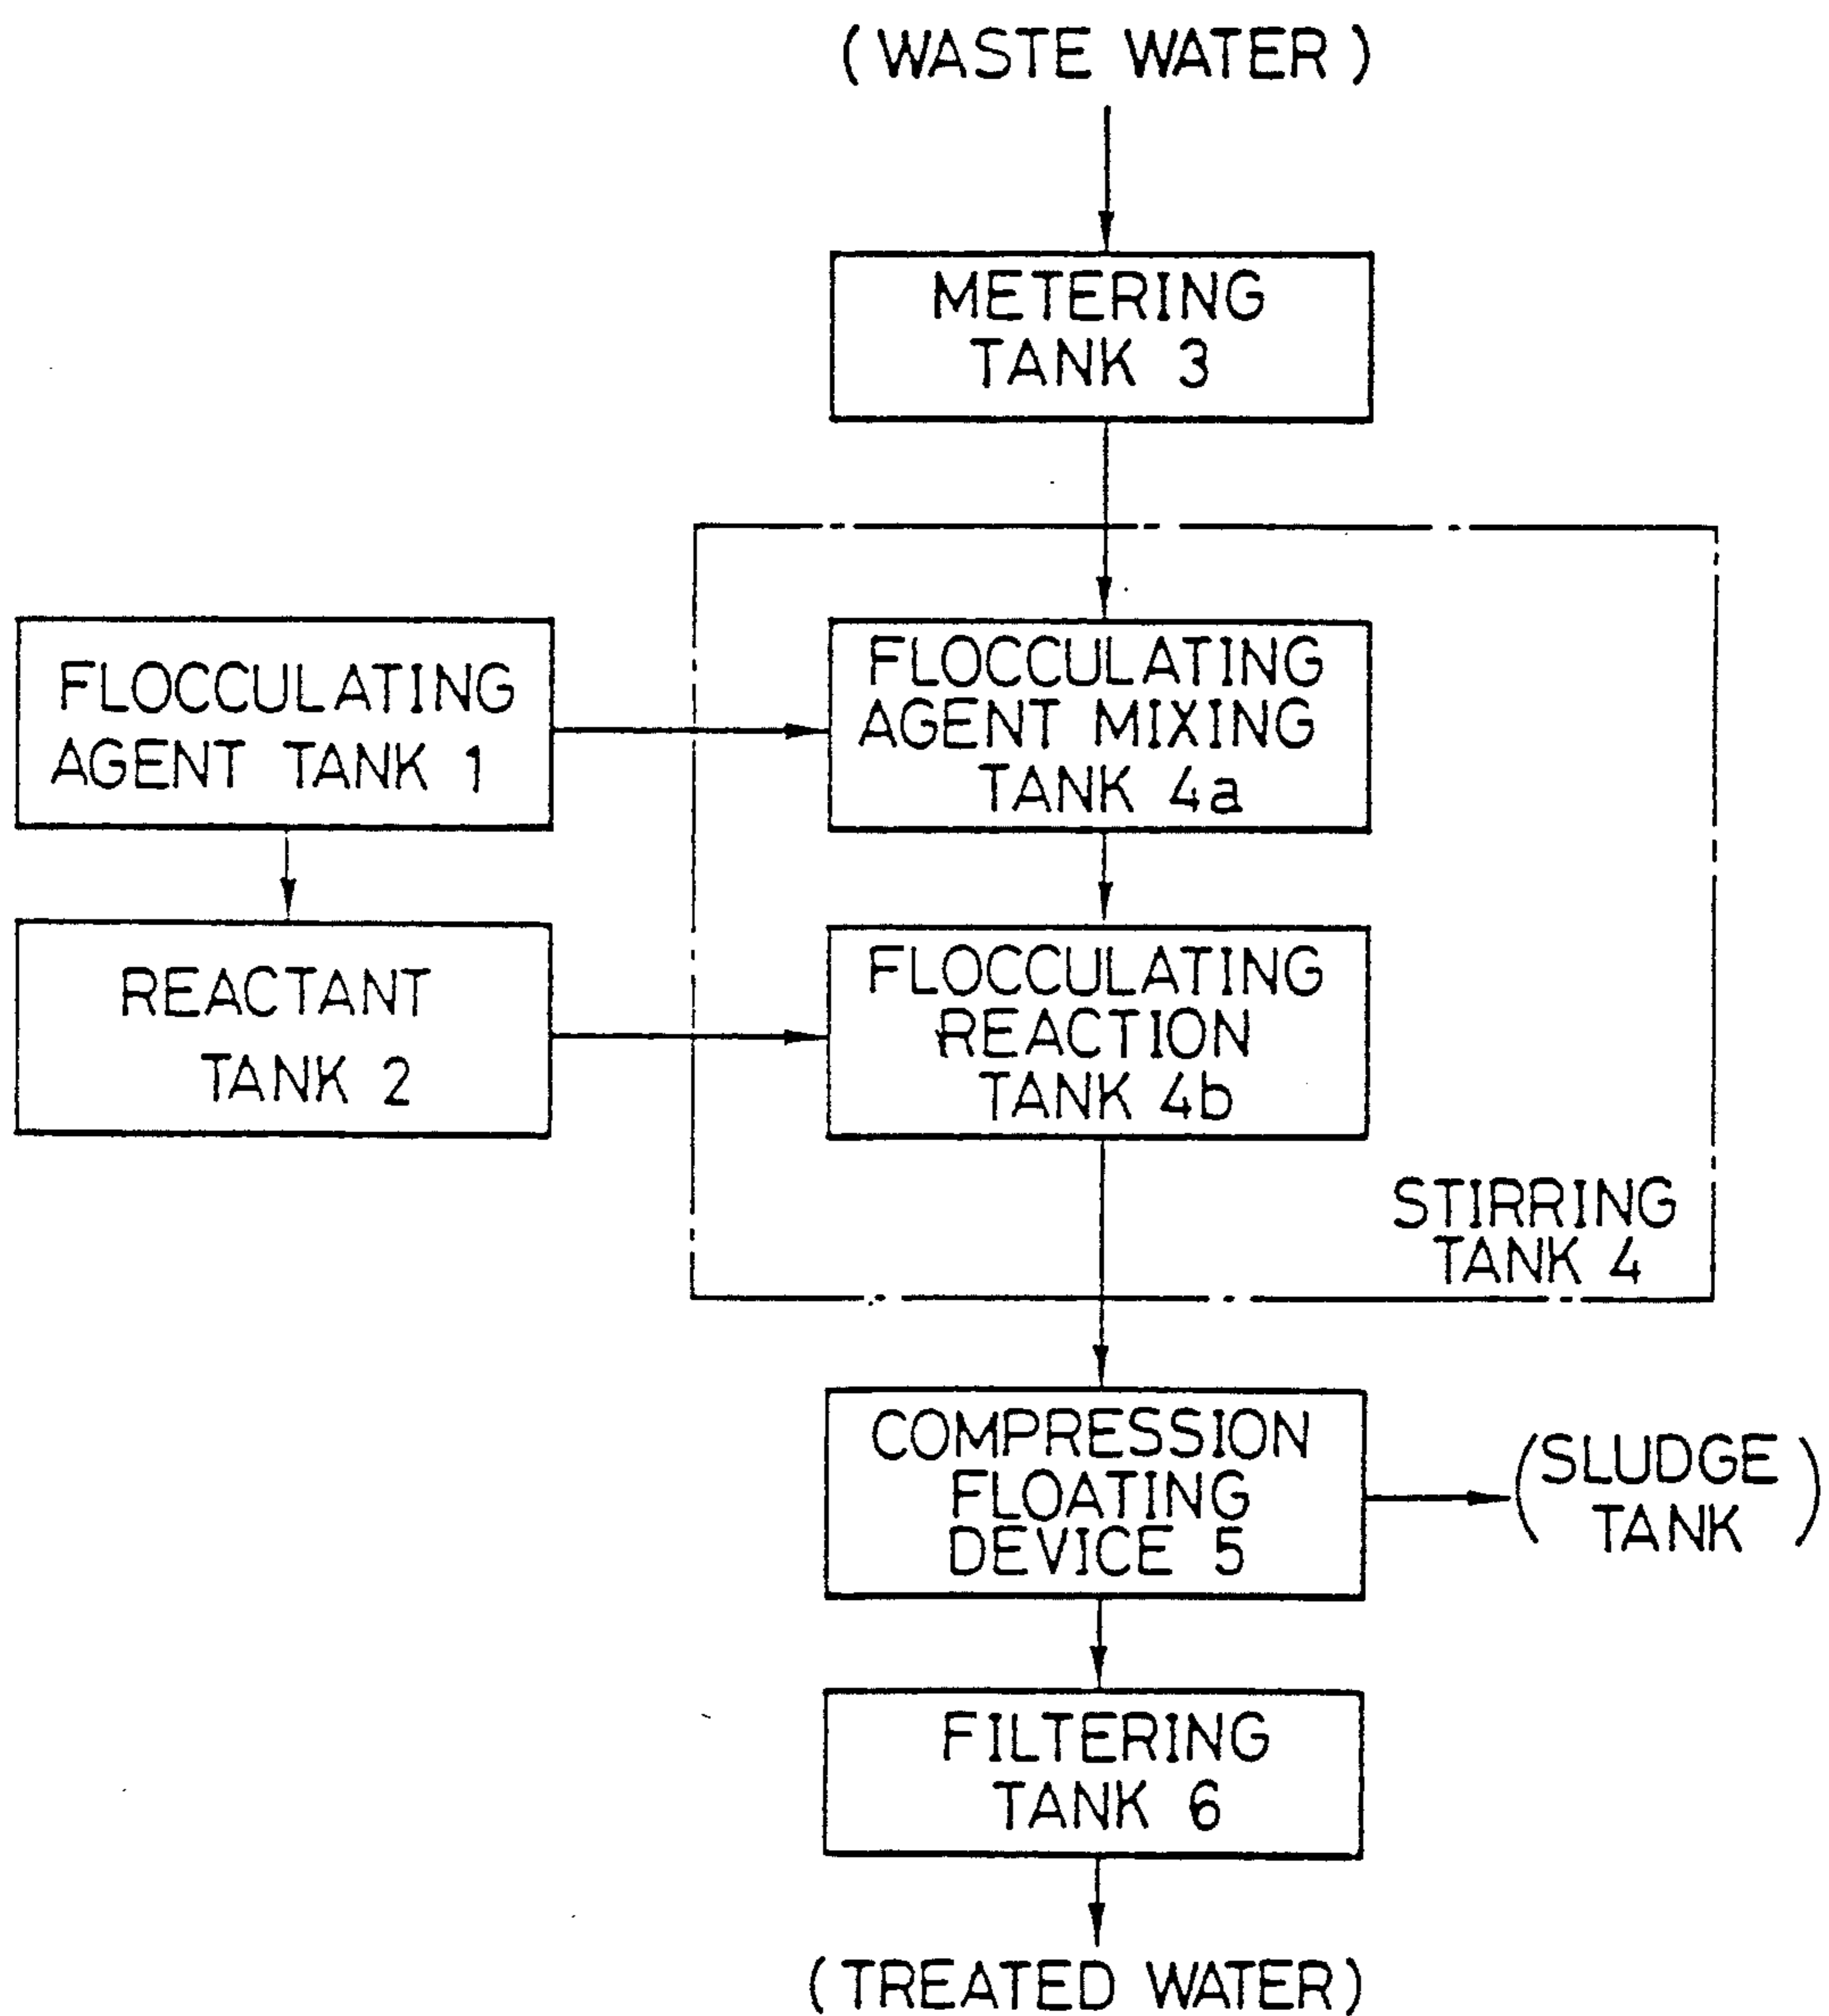 (WASTE WATER)
METERING
TANK 3
FLOCCULATING
AGENT TANK 1
FLOCCULATING
AGENT MIXING
TANK 4a
REACTANT
TANK 2
FLOCCULATING
REACTION
TANK 4b
STIRRING
TANK 4
COMPRESSION
FLOATING
DEVICE 5
(SLUDGE
TANK)
FILTERING
TANK 6
(TREATED WATER)